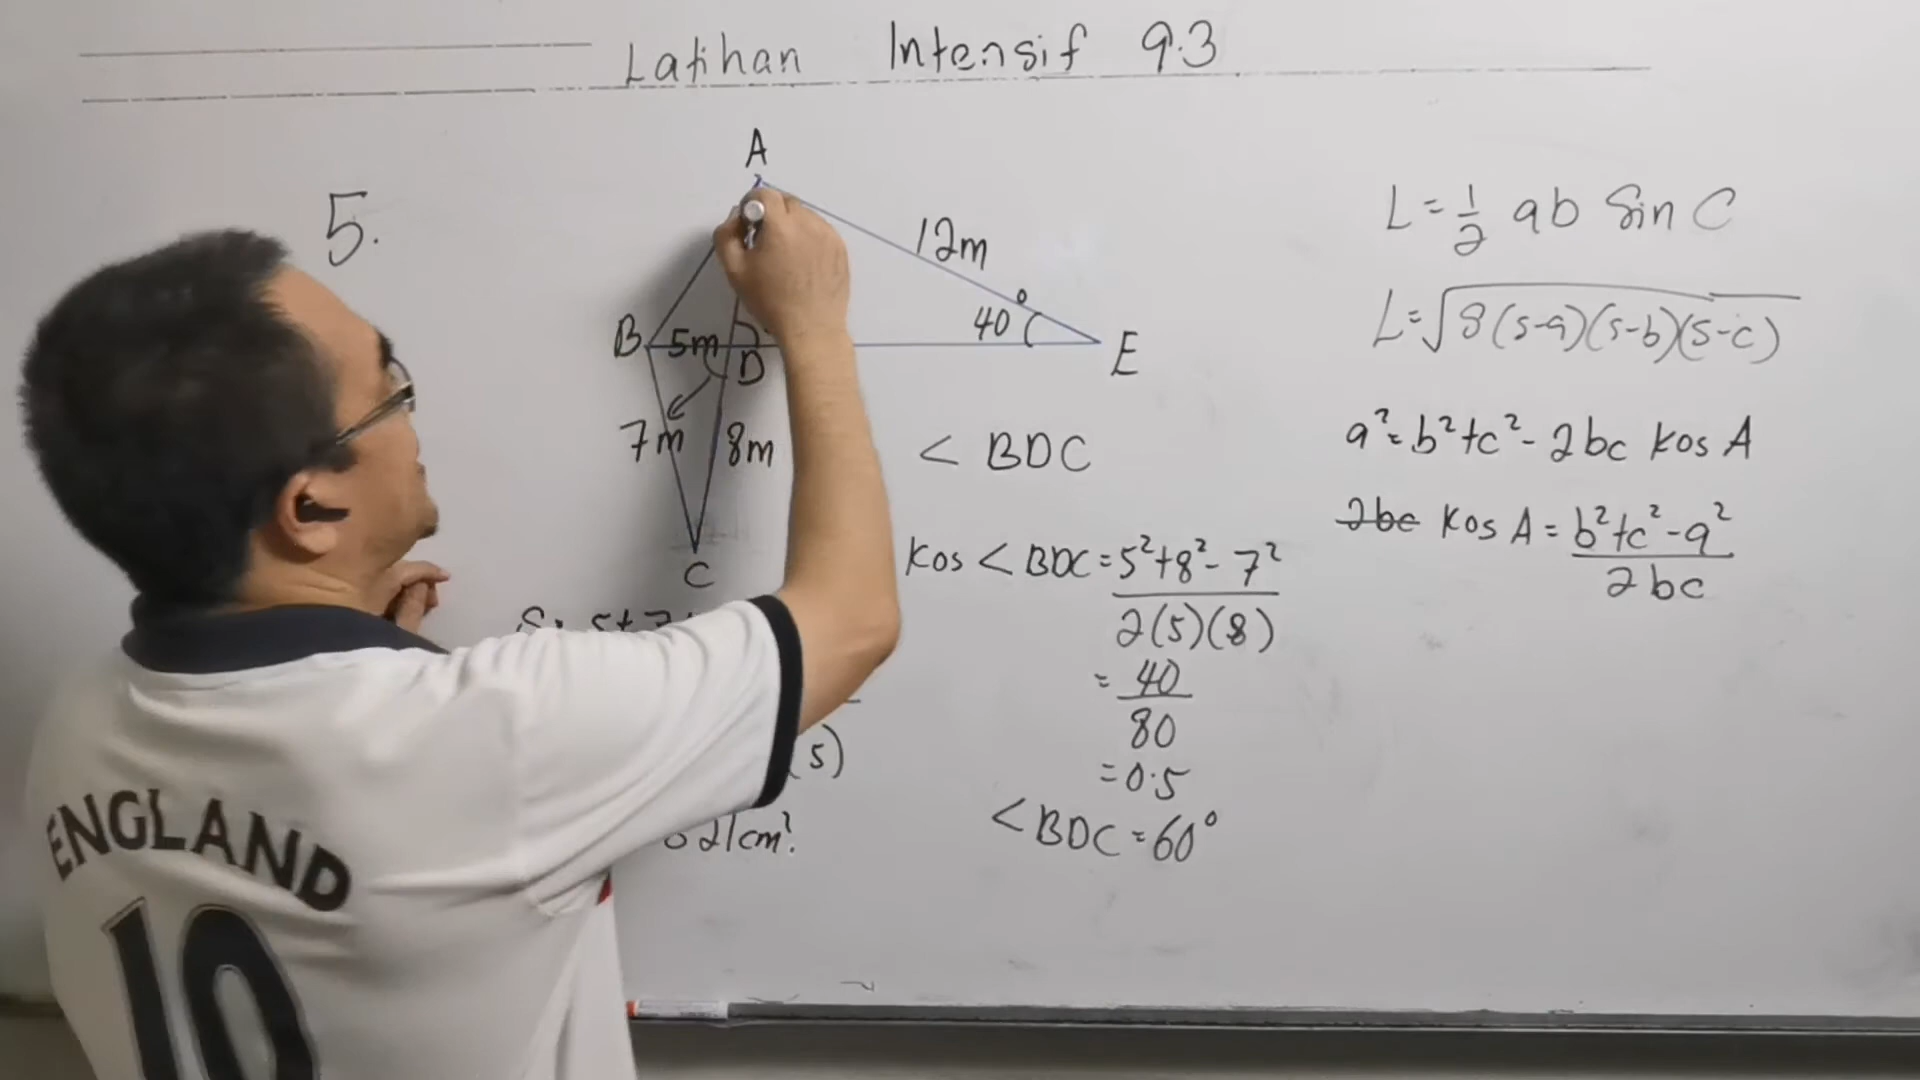 Latihan Intensif 9.3
5.
A
12m
40°
B 5m D
E
7m 8m
C
L = 1/2 ab Sin C
L = √8(s-a)(s-b)(s-c)
a² = b² + c² - 2bc kos A
2bc kos A = b² + c² - a² / 2bc
< BDC
kos < BDC = 5² + 8² - 7² / 2(5)(8)
= 40 / 80
= 0.5
< BDC = 60°
5)
21cm²
ENGLAND
10